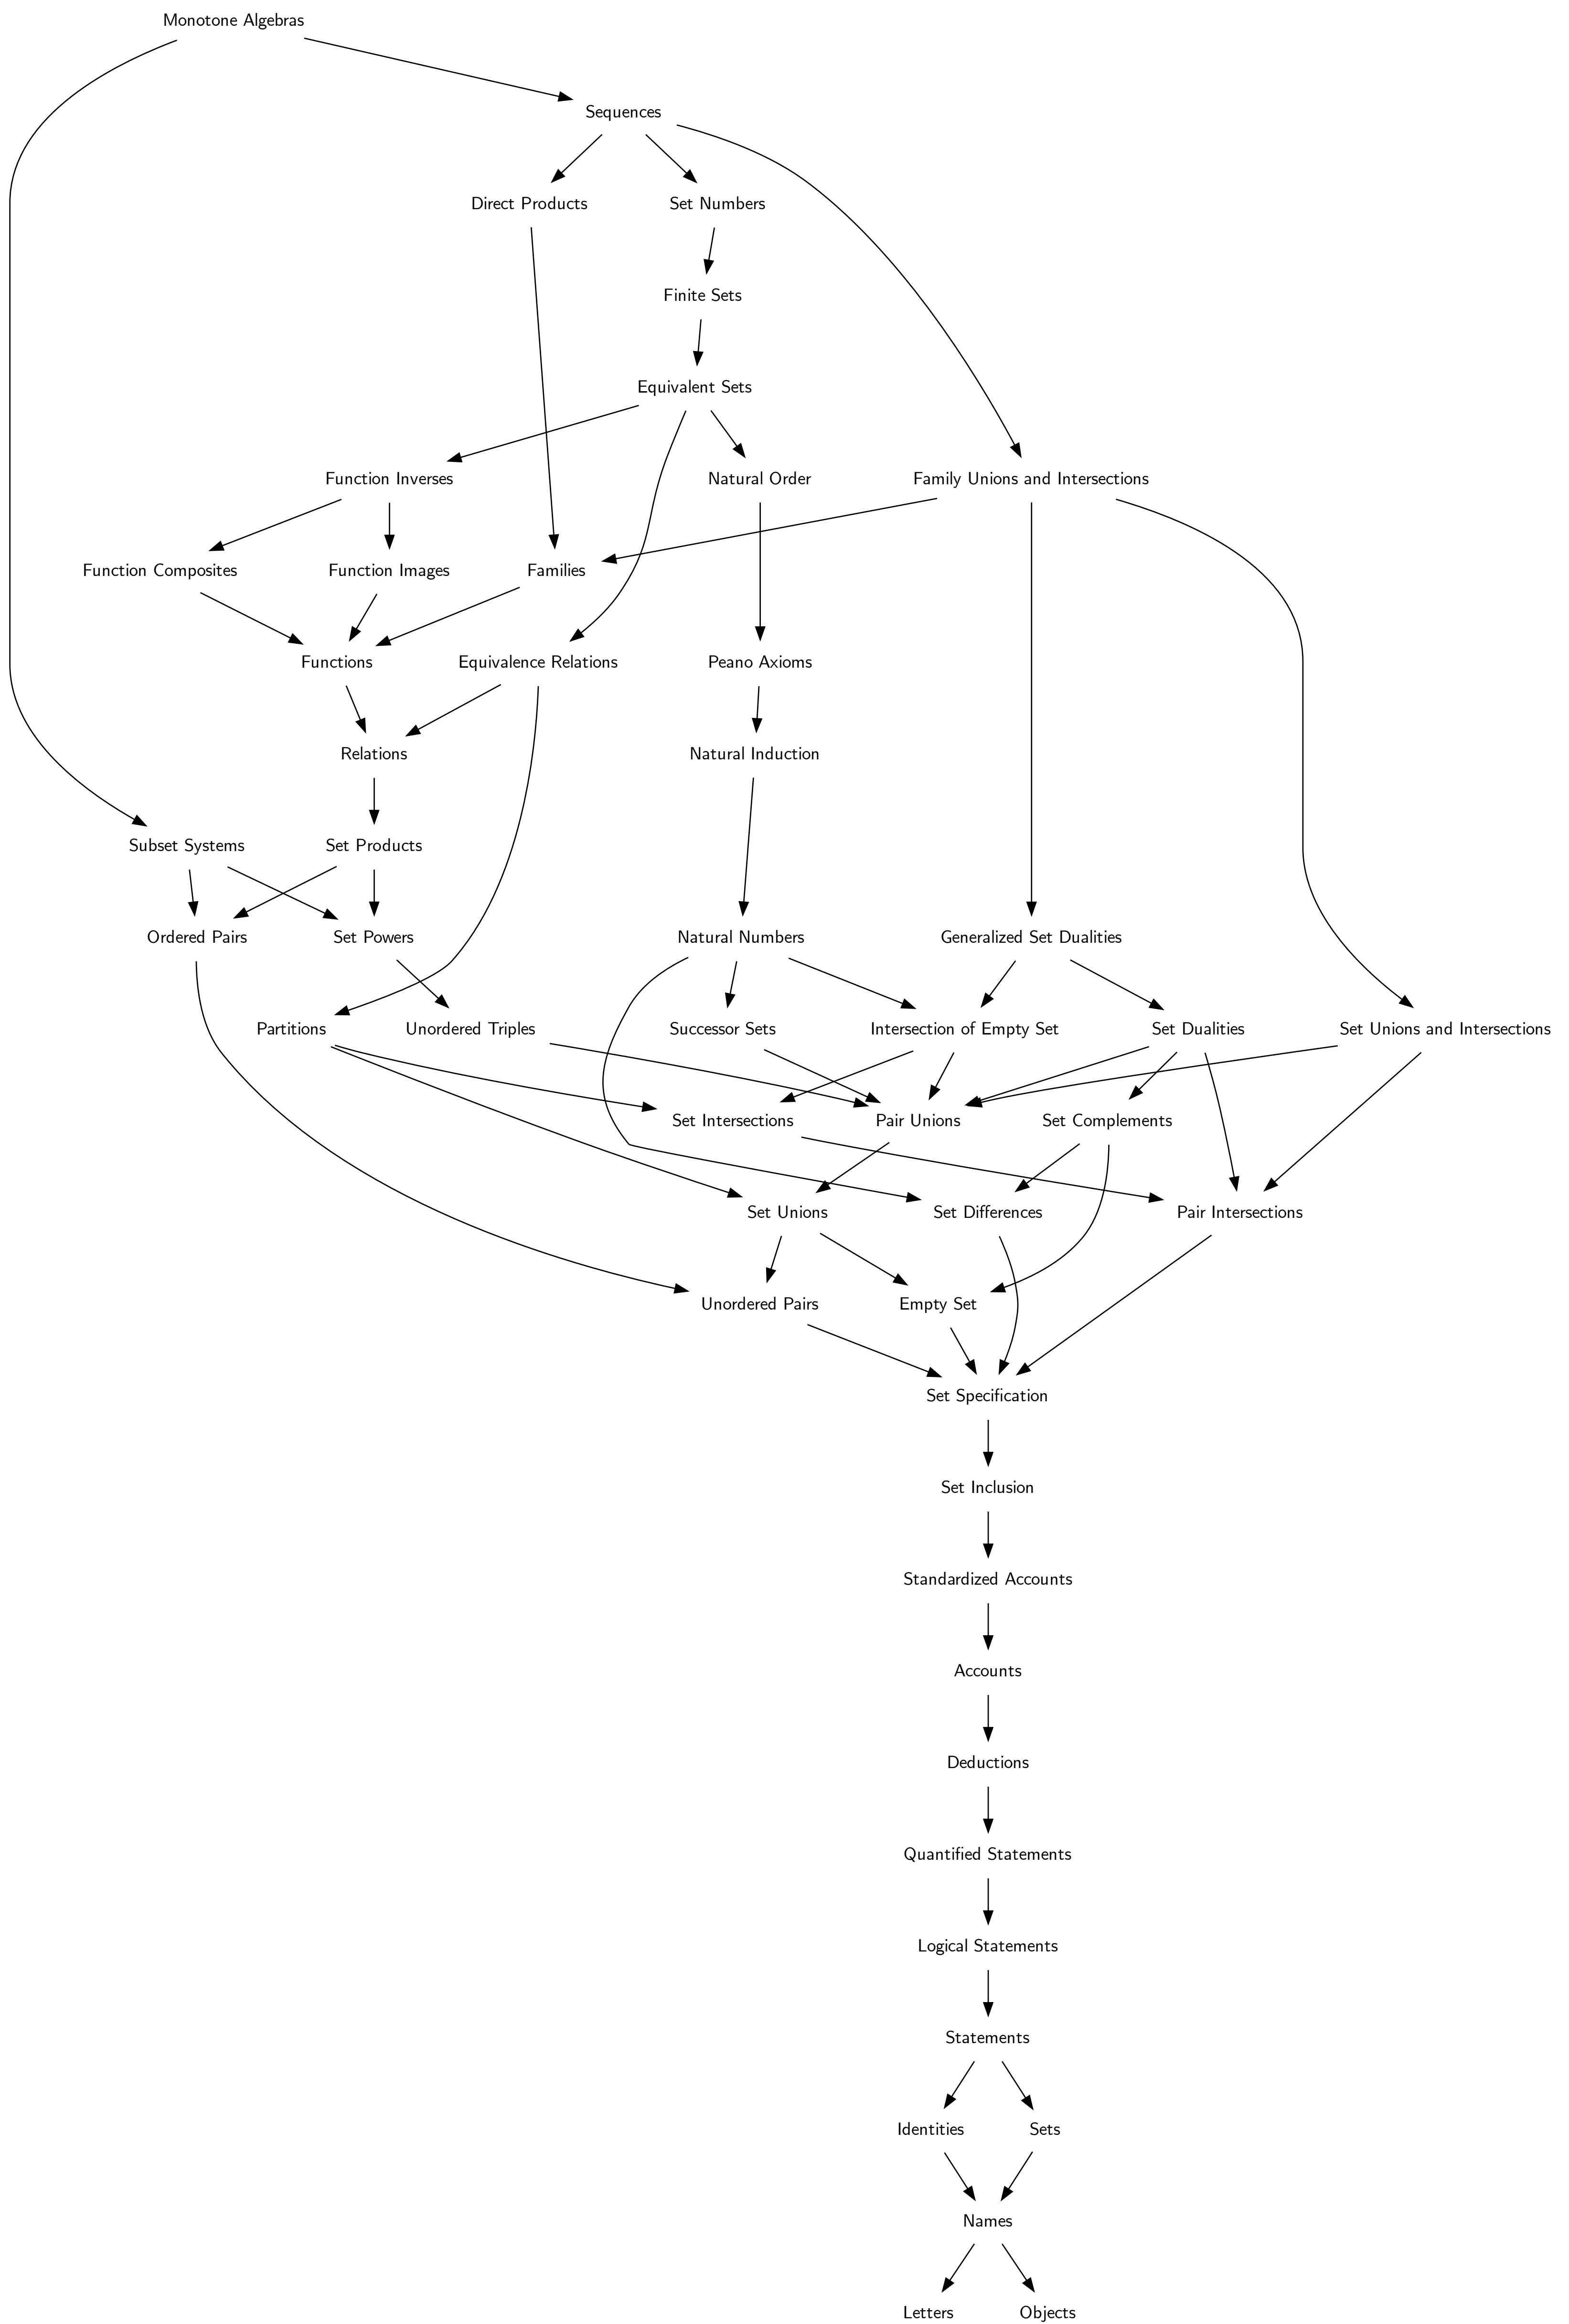 Monotone Algebras
Sequences
Direct Products
Set Numbers
Finite Sets
Equivalent Sets
Function Inverses
Natural Order
Family Unions and Intersections
Function Composites
Function Images
Families
Functions
Equivalence Relations
Peano Axioms
Relations
Natural Induction
Subset Systems
Set Products
Ordered Pairs
Set Powers
Natural Numbers
Generalized Set Dualities
Partitions
Unordered Triples
Successor Sets
Intersection of Empty Set
Set Dualities
Set Unions and Intersections
Set Intersections
Pair Unions
Set Complements
Set Unions
Set Differences
Pair Intersections
Unordered Pairs
Empty Set
Set Specification
Set Inclusion
Standardized Accounts
Accounts
Deductions
Quantified Statements
Logical Statements
Statements
Identities
Sets
Names
Letters
Objects